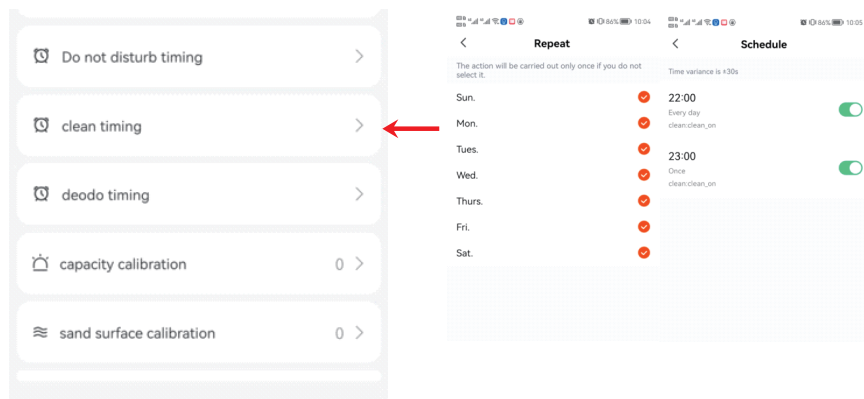 Do not disturb timing
clean timing
deodo timing
capacity calibration 0
sand surface calibration 0
86% 10:04
Repeat
The action will be carried out only once if you do not
select it.
Sun.
Mon.
Tues.
Wed.
Thurs.
Fri.
Sat.
86% 10:05
Schedule
Time variance is ±30s
22:00
Every day
clean:clean_on
23:00
Once
clean:clean_on